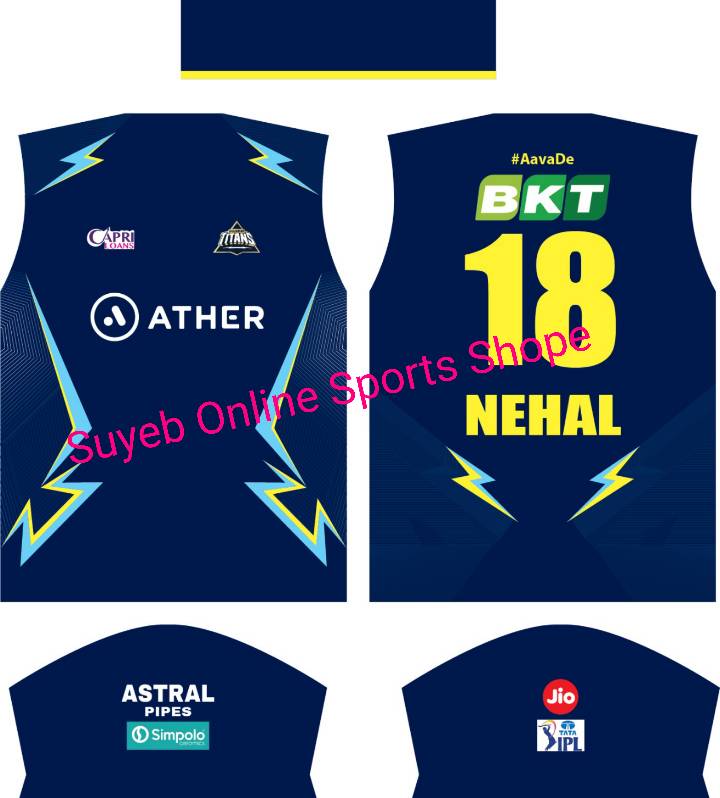 #AavaDe
BKT
18
NEHAL
CAPRI
LOANS
TITANS
ATHER
Suyeb Online Sports Shope
ASTRAL
PIPES
Simpolo
CERAMICS
Jio
TATA
IPL